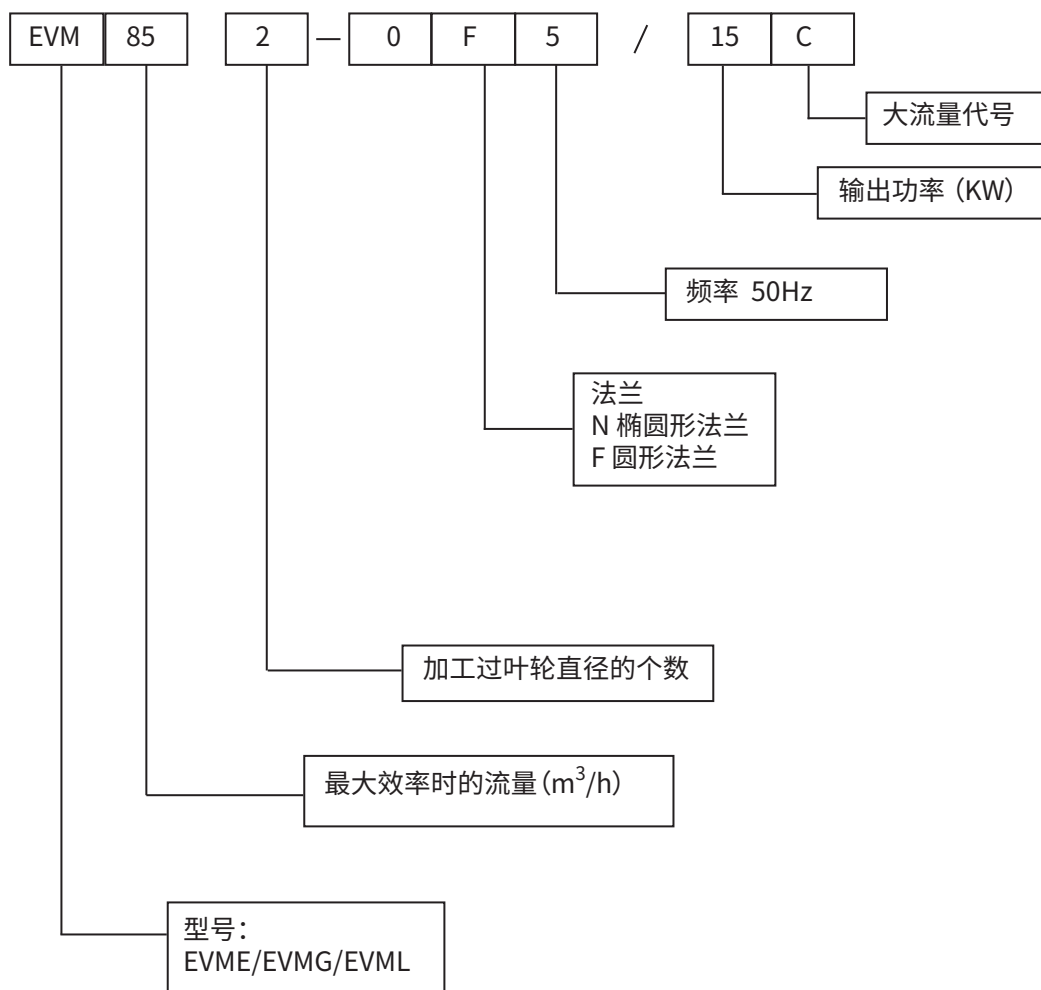 EVM 85 2 — 0 F 5 / 15 C
大流量代号
输出功率（KW）
频率 50Hz
法兰
N 椭圆形法兰
F 圆形法兰
加工过叶轮直径的个数
最大效率时的流量（m³/h）
型号：
EVME/EVMG/EVML